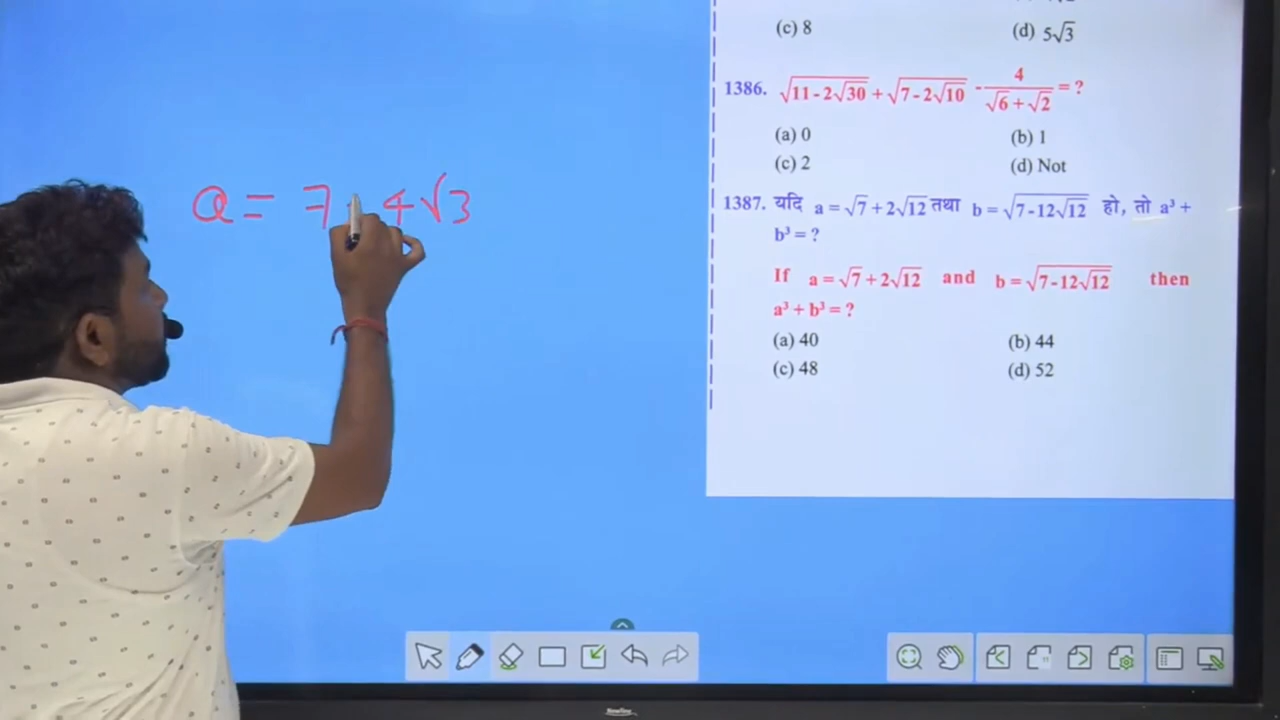 (c) 8 (d) 5√3
1386. √(11-2√30) + √(7-2√10) - 4/(√6+√2) = ?
(a) 0 (b) 1
(c) 2 (d) Not
1387. यदि a = √7 + 2√12 तथा b = √(7-12√12) हो, तो a³ +
b³ = ?
If a = √7 + 2√12 and b = √(7-12√12) then
a³ + b³ = ?
(a) 40 (b) 44
(c) 48 (d) 52
a = 7 4√3